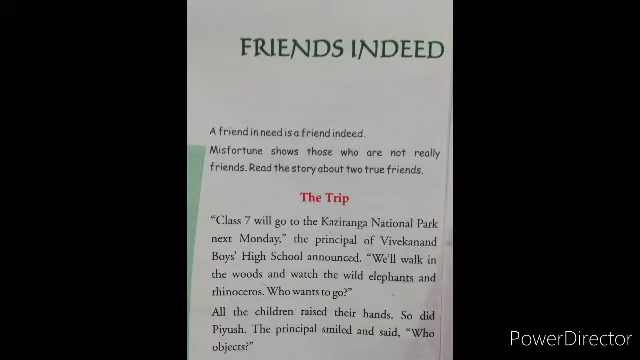 FRIENDS INDEED
A friend in need is a friend indeed.
Misfortune shows those who are not really
friends. Read the story about two true friends.
The Trip
"Class 7 will go to the Kaziranga National Park
next Monday," the principal of Vivekanand
Boys' High School announced. "We'll walk in
the woods and watch the wild elephants and
rhinoceros. Who wants to go?"
All the children raised their hands. So did
Piyush. The principal smiled and said, "Who
objects?"
PowerDirector